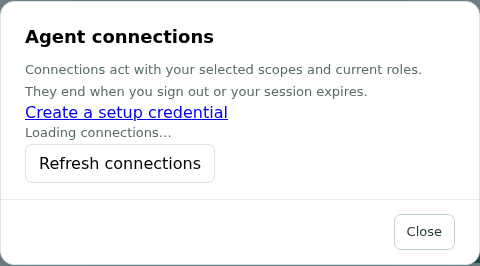 Agent connections
Connections act with your selected scopes and current roles.
They end when you sign out or your session expires.
Create a setup credential
Loading connections...
Refresh connections
Close